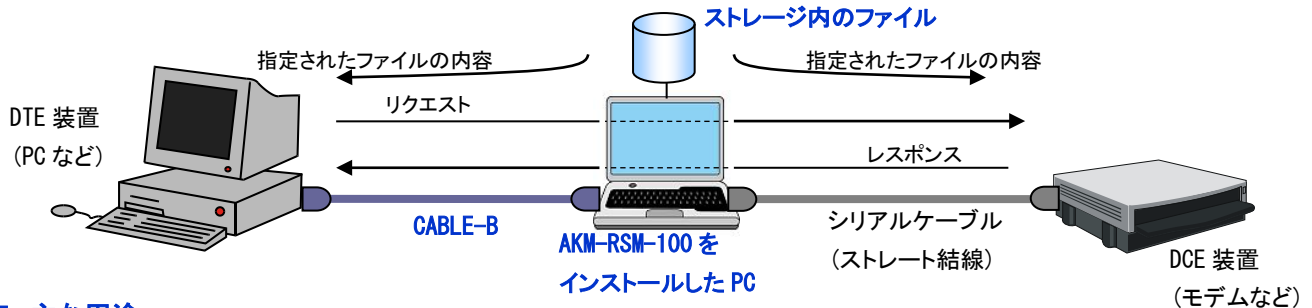 ストレージ内のファイル
指定されたファイルの内容
指定されたファイルの内容
リクエスト
DTE 装置
（PC など）
レスポンス
CABLE-B
AKM-RSM-100 を
インストールした PC
シリアルケーブル
（ストレート結線）
DCE 装置
（モデムなど）